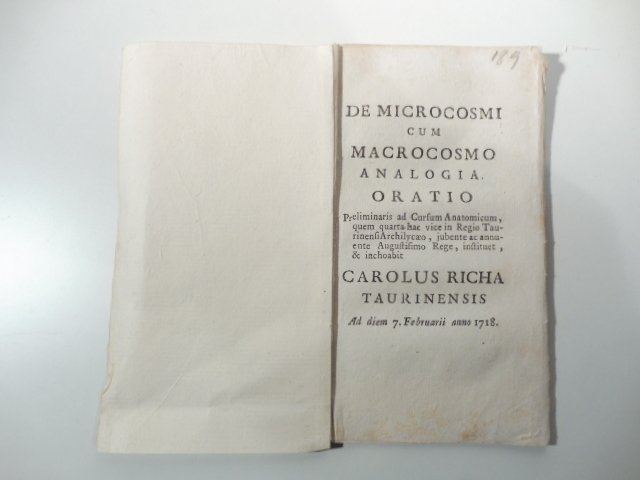 189
DE MICROCOSMI
CUM
MACROCOSMO
ANALOGIA.
ORATIO
Preliminaris ad Cursum Anatomicum,
quem quarta hac vice in Regio Tau-
rinensi Archilycæo, jubente ac annu-
ente Augustissimo Rege, instituet,
& inchoabit
CAROLUS RICHA
TAURINENSIS
Ad diem 7. Februarii anno 1718.